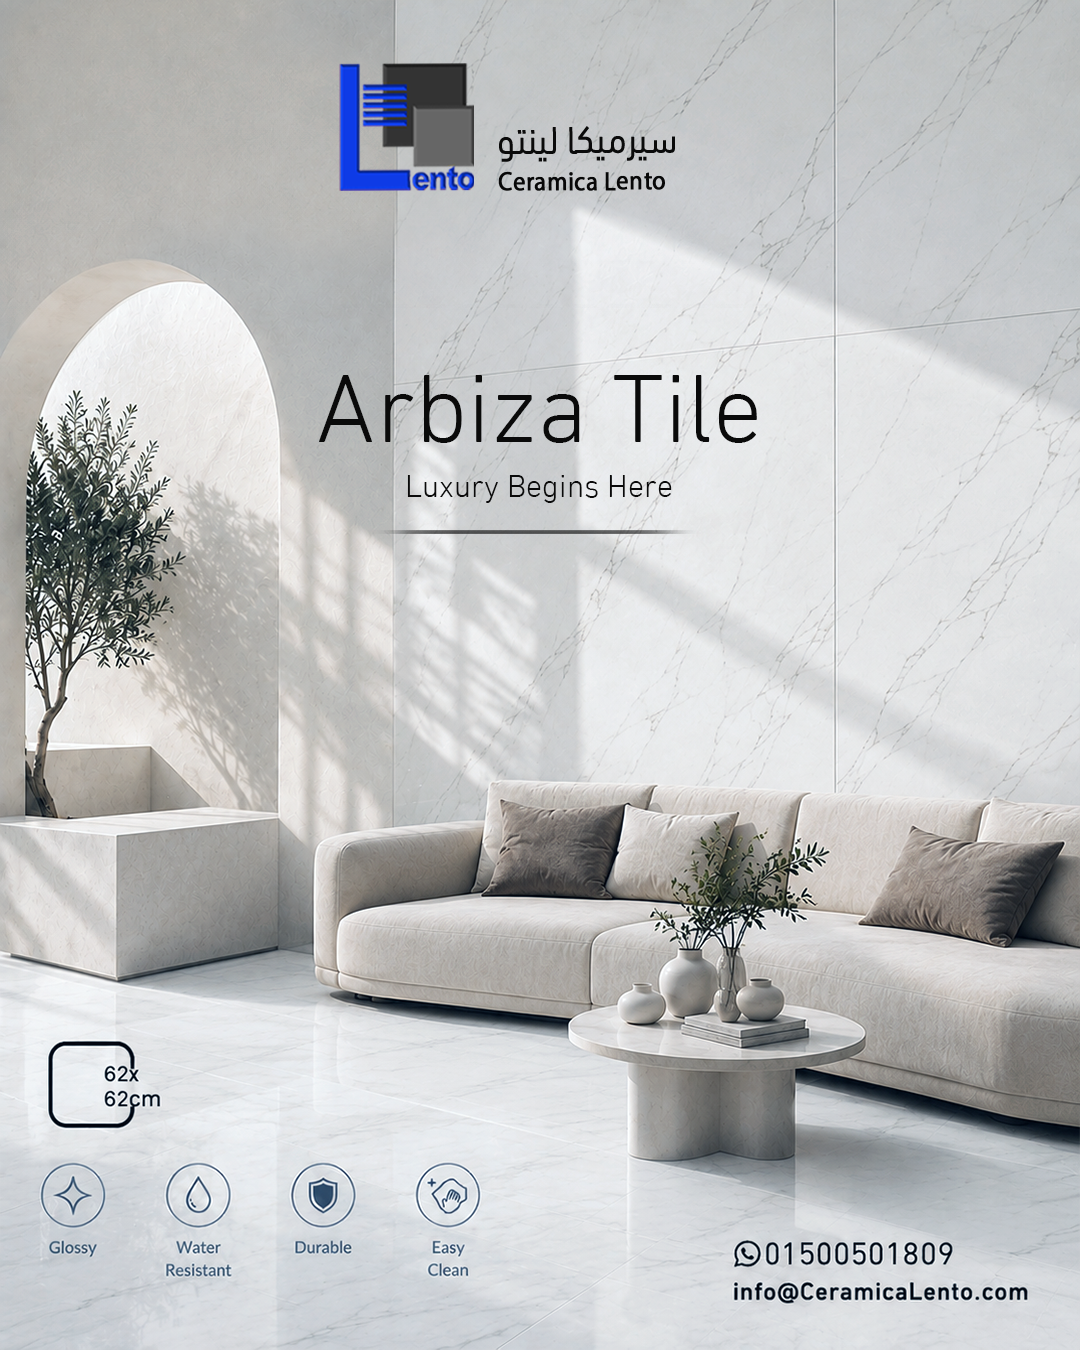 Lento
سيرميكا لينتو
Ceramica Lento
Arbiza Tile
Luxury Begins Here
62x
62cm
Glossy
Water
Resistant
Durable
Easy
Clean
01500501809
info@CeramicaLento.com